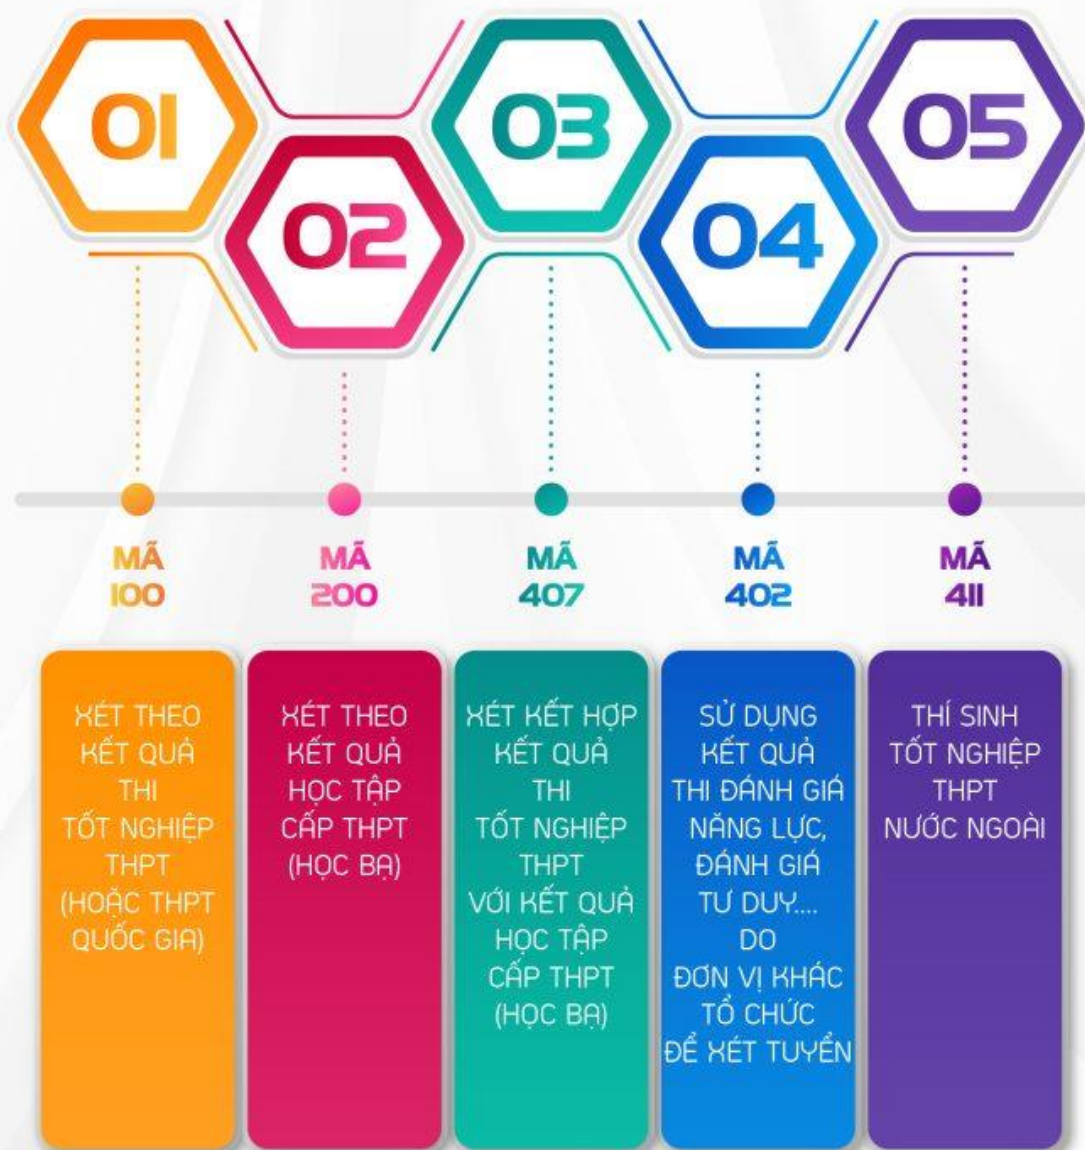 01
02
03
04
05
MÃ
100
MÃ
200
MÃ
407
MÃ
402
MÃ
411
XÉT THEO
KẾT QUẢ
THI
TỐT NGHIỆP
THPT
(HOẶC THPT
QUỐC GIA)
XÉT THEO
KẾT QUẢ
HỌC TẬP
CẤP THPT
(HỌC BẠ)
XÉT KẾT HỢP
KẾT QUẢ
THI
TỐT NGHIỆP
THPT
VỚI KẾT QUẢ
HỌC TẬP
CẤP THPT
(HỌC BẠ)
SỬ DỤNG
KẾT QUẢ
THI ĐÁNH GIÁ
NĂNG LỰC,
ĐÁNH GIÁ
TƯ DUY....
DO
ĐƠN VỊ KHÁC
TỔ CHỨC
ĐỂ XÉT TUYỂN
THÍ SINH
TỐT NGHIỆP
THPT
NƯỚC NGOÀI